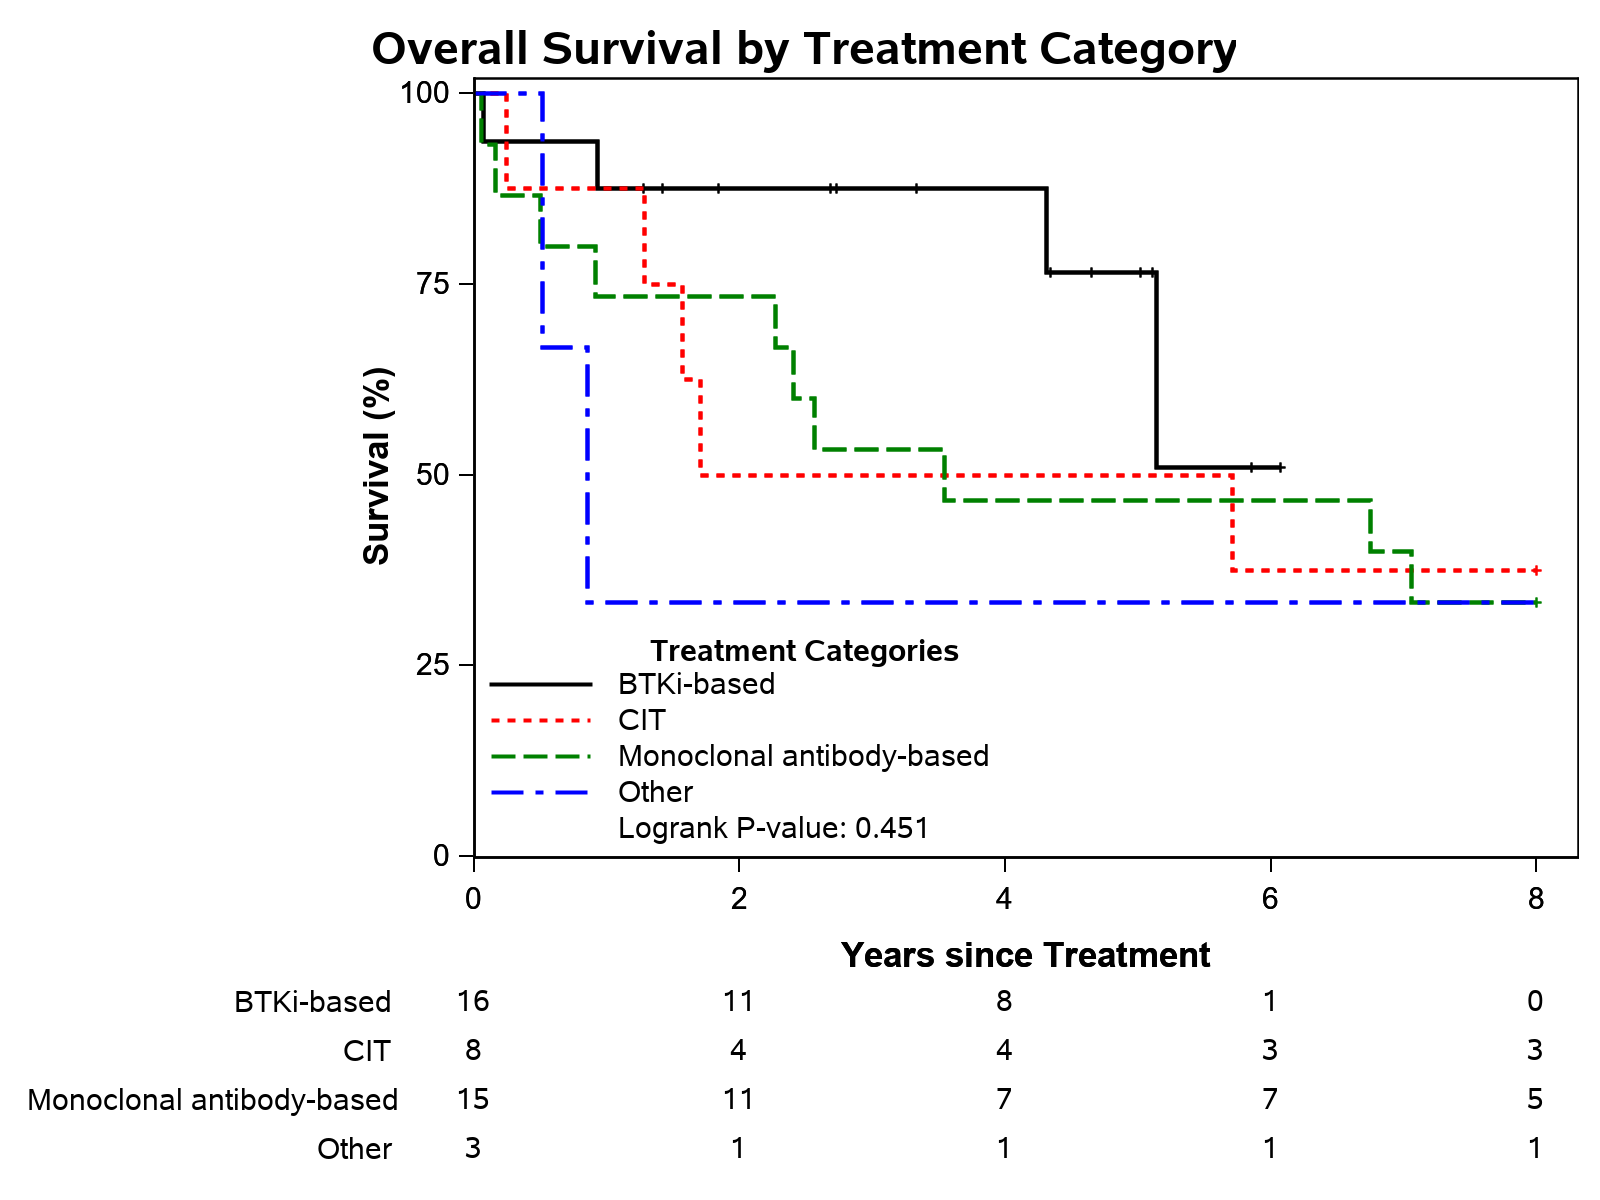 Overall Survival by Treatment Category
100
75
50
25
0
Survival (%)
Treatment Categories
BTKi-based
CIT
Monoclonal antibody-based
Other
Logrank P-value: 0.451
0 2 4 6 8
Years since Treatment
BTKi-based 16 11 8 1 0
CIT 8 4 4 3 3
Monoclonal antibody-based 15 11 7 7 5
Other 3 1 1 1 1